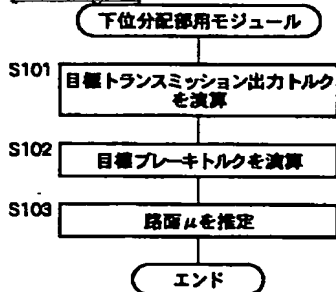 下位分配部用モジュール
S101
目標トランスミッション出力トルク
を演算
S102
目標ブレーキトルクを演算
S103
路面μを推定
エンド